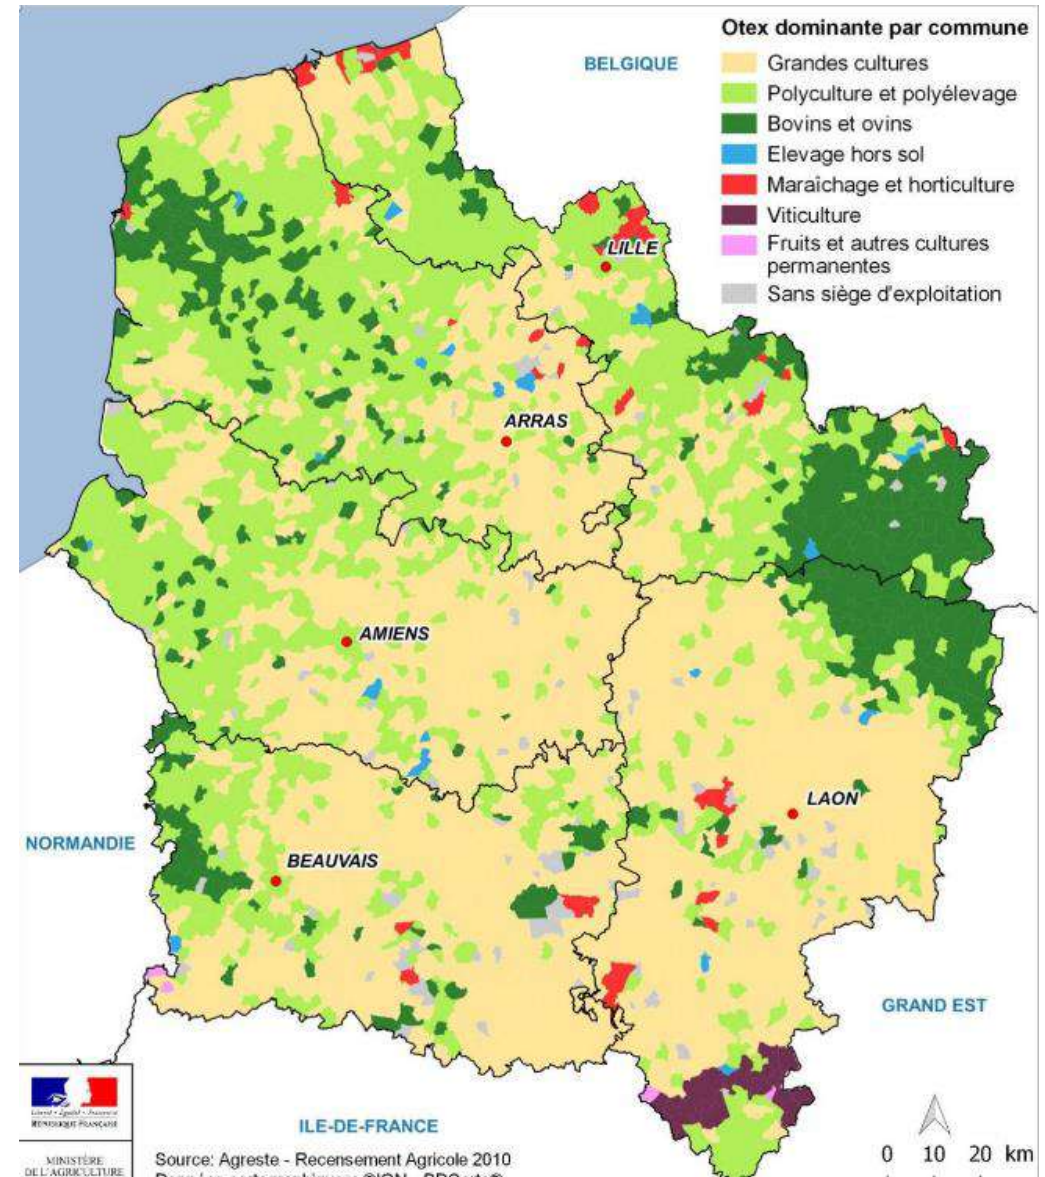 Otex dominante par commune
Grandes cultures
Polyculture et polyélevage
Bovins et ovins
Elevage hors sol
Maraîchage et horticulture
Viticulture
Fruits et autres cultures
permanentes
Sans siège d'exploitation
BELGIQUE
LILLE
ARRAS
AMIENS
LAON
BEAUVAIS
NORMANDIE
GRAND EST
ILE-DE-FRANCE
RÉPUBLIQUE FRANÇAISE
MINISTÈRE
DE L'AGRICULTURE
Source: Agreste - Recensement Agricole 2010
0 10 20 km